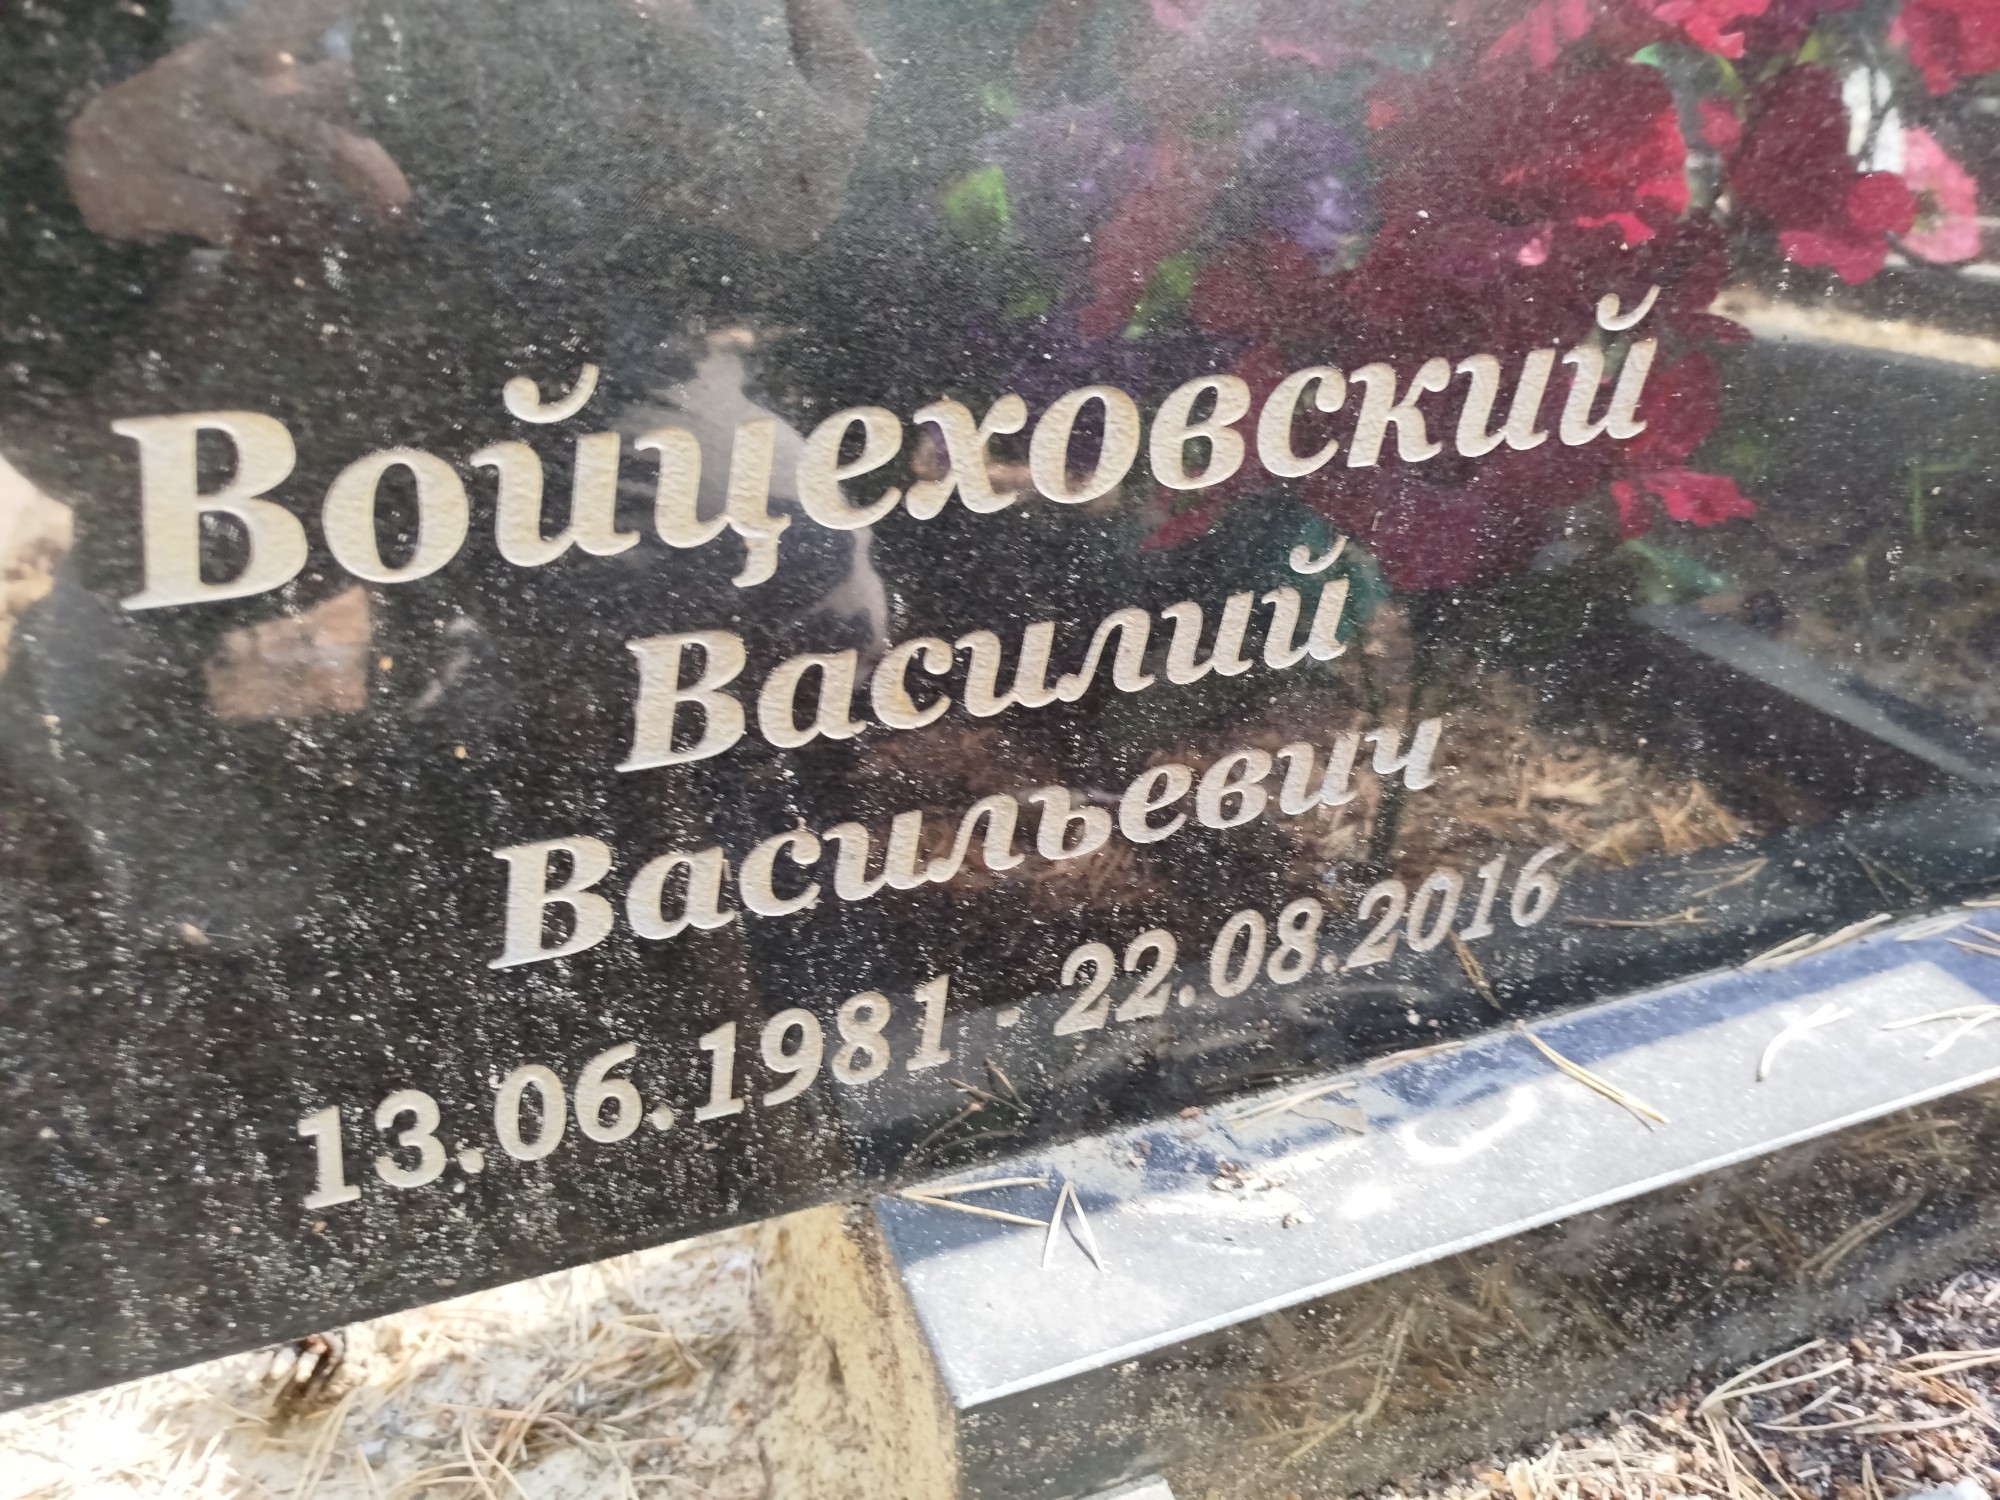 Войцеховский
Василий
Васильевич
13.06.1981 - 22.08.2016